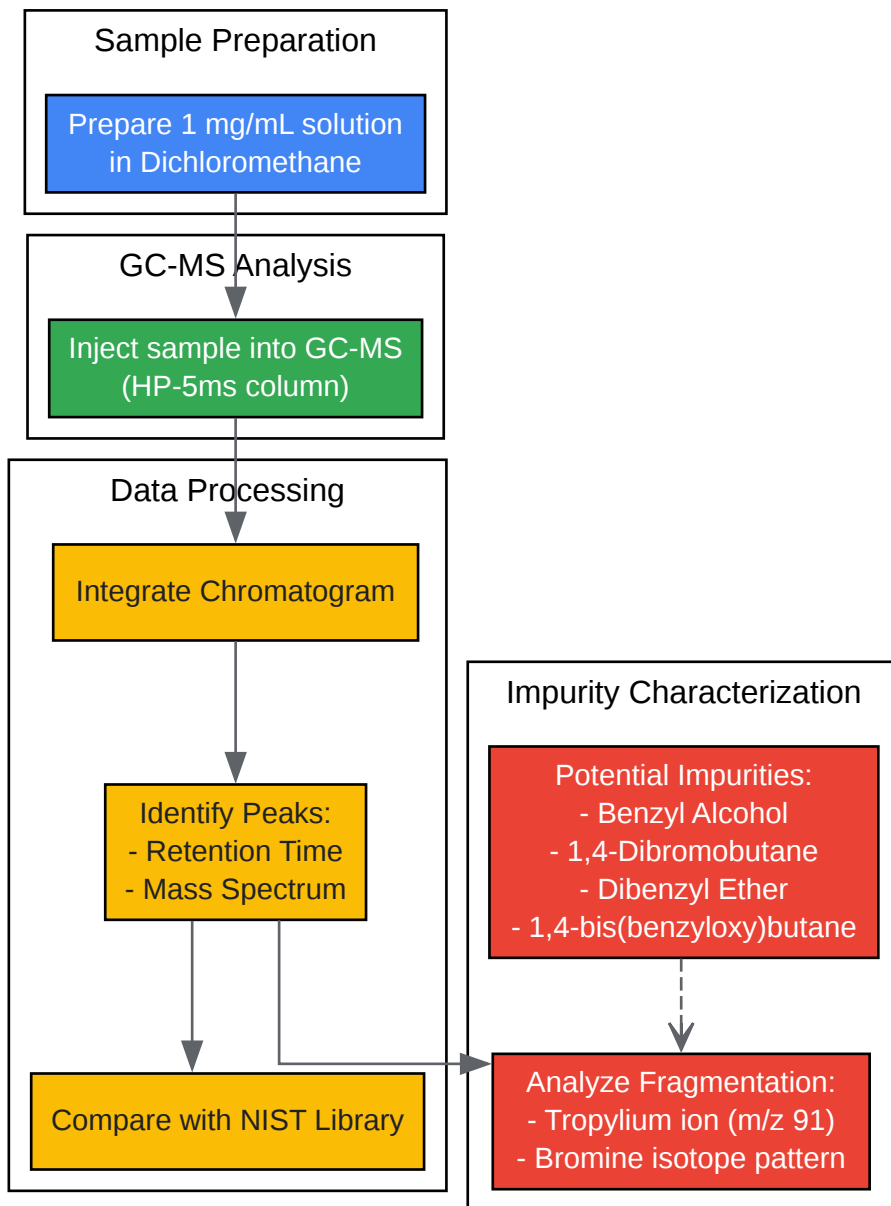 Sample Preparation
Prepare 1 mg/mL solution
in Dichloromethane
GC-MS Analysis
Inject sample into GC-MS
(HP-5ms column)
Data Processing
Integrate Chromatogram
Identify Peaks:
- Retention Time
- Mass Spectrum
Compare with NIST Library
Impurity Characterization
Potential Impurities:
- Benzyl Alcohol
- 1,4-Dibromobutane
- Dibenzyl Ether
- 1,4-bis(benzyloxy)butane
Analyze Fragmentation:
- Tropylium ion (m/z 91)
- Bromine isotope pattern